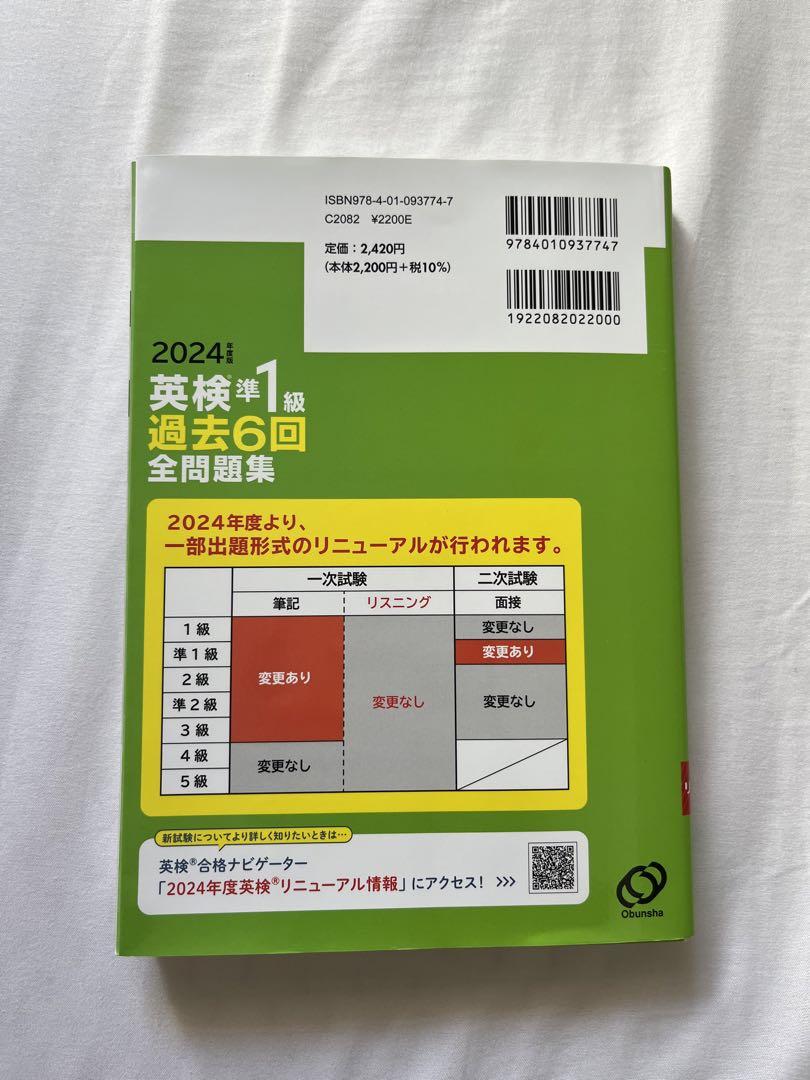 ISBN978-4-01-093774-7
C2082 ¥2200E
定価：2,420円
(本体2,200円＋税10%)
9784010937747
1922082022000
2024年度版
英検®準1級
過去6回
全問題集
2024年度より、
一部出題形式のリニューアルが行われます。
一次試験 二次試験
筆記 リスニング 面接
1級 変更なし
準1級 変更あり
2級 変更あり
準2級 変更なし 変更なし
3級
4級 変更なし
5級
新試験についてより詳しく知りたいときは…
英検®合格ナビゲーター
「2024年度英検®リニューアル情報」にアクセス！ >>>
Obunsha